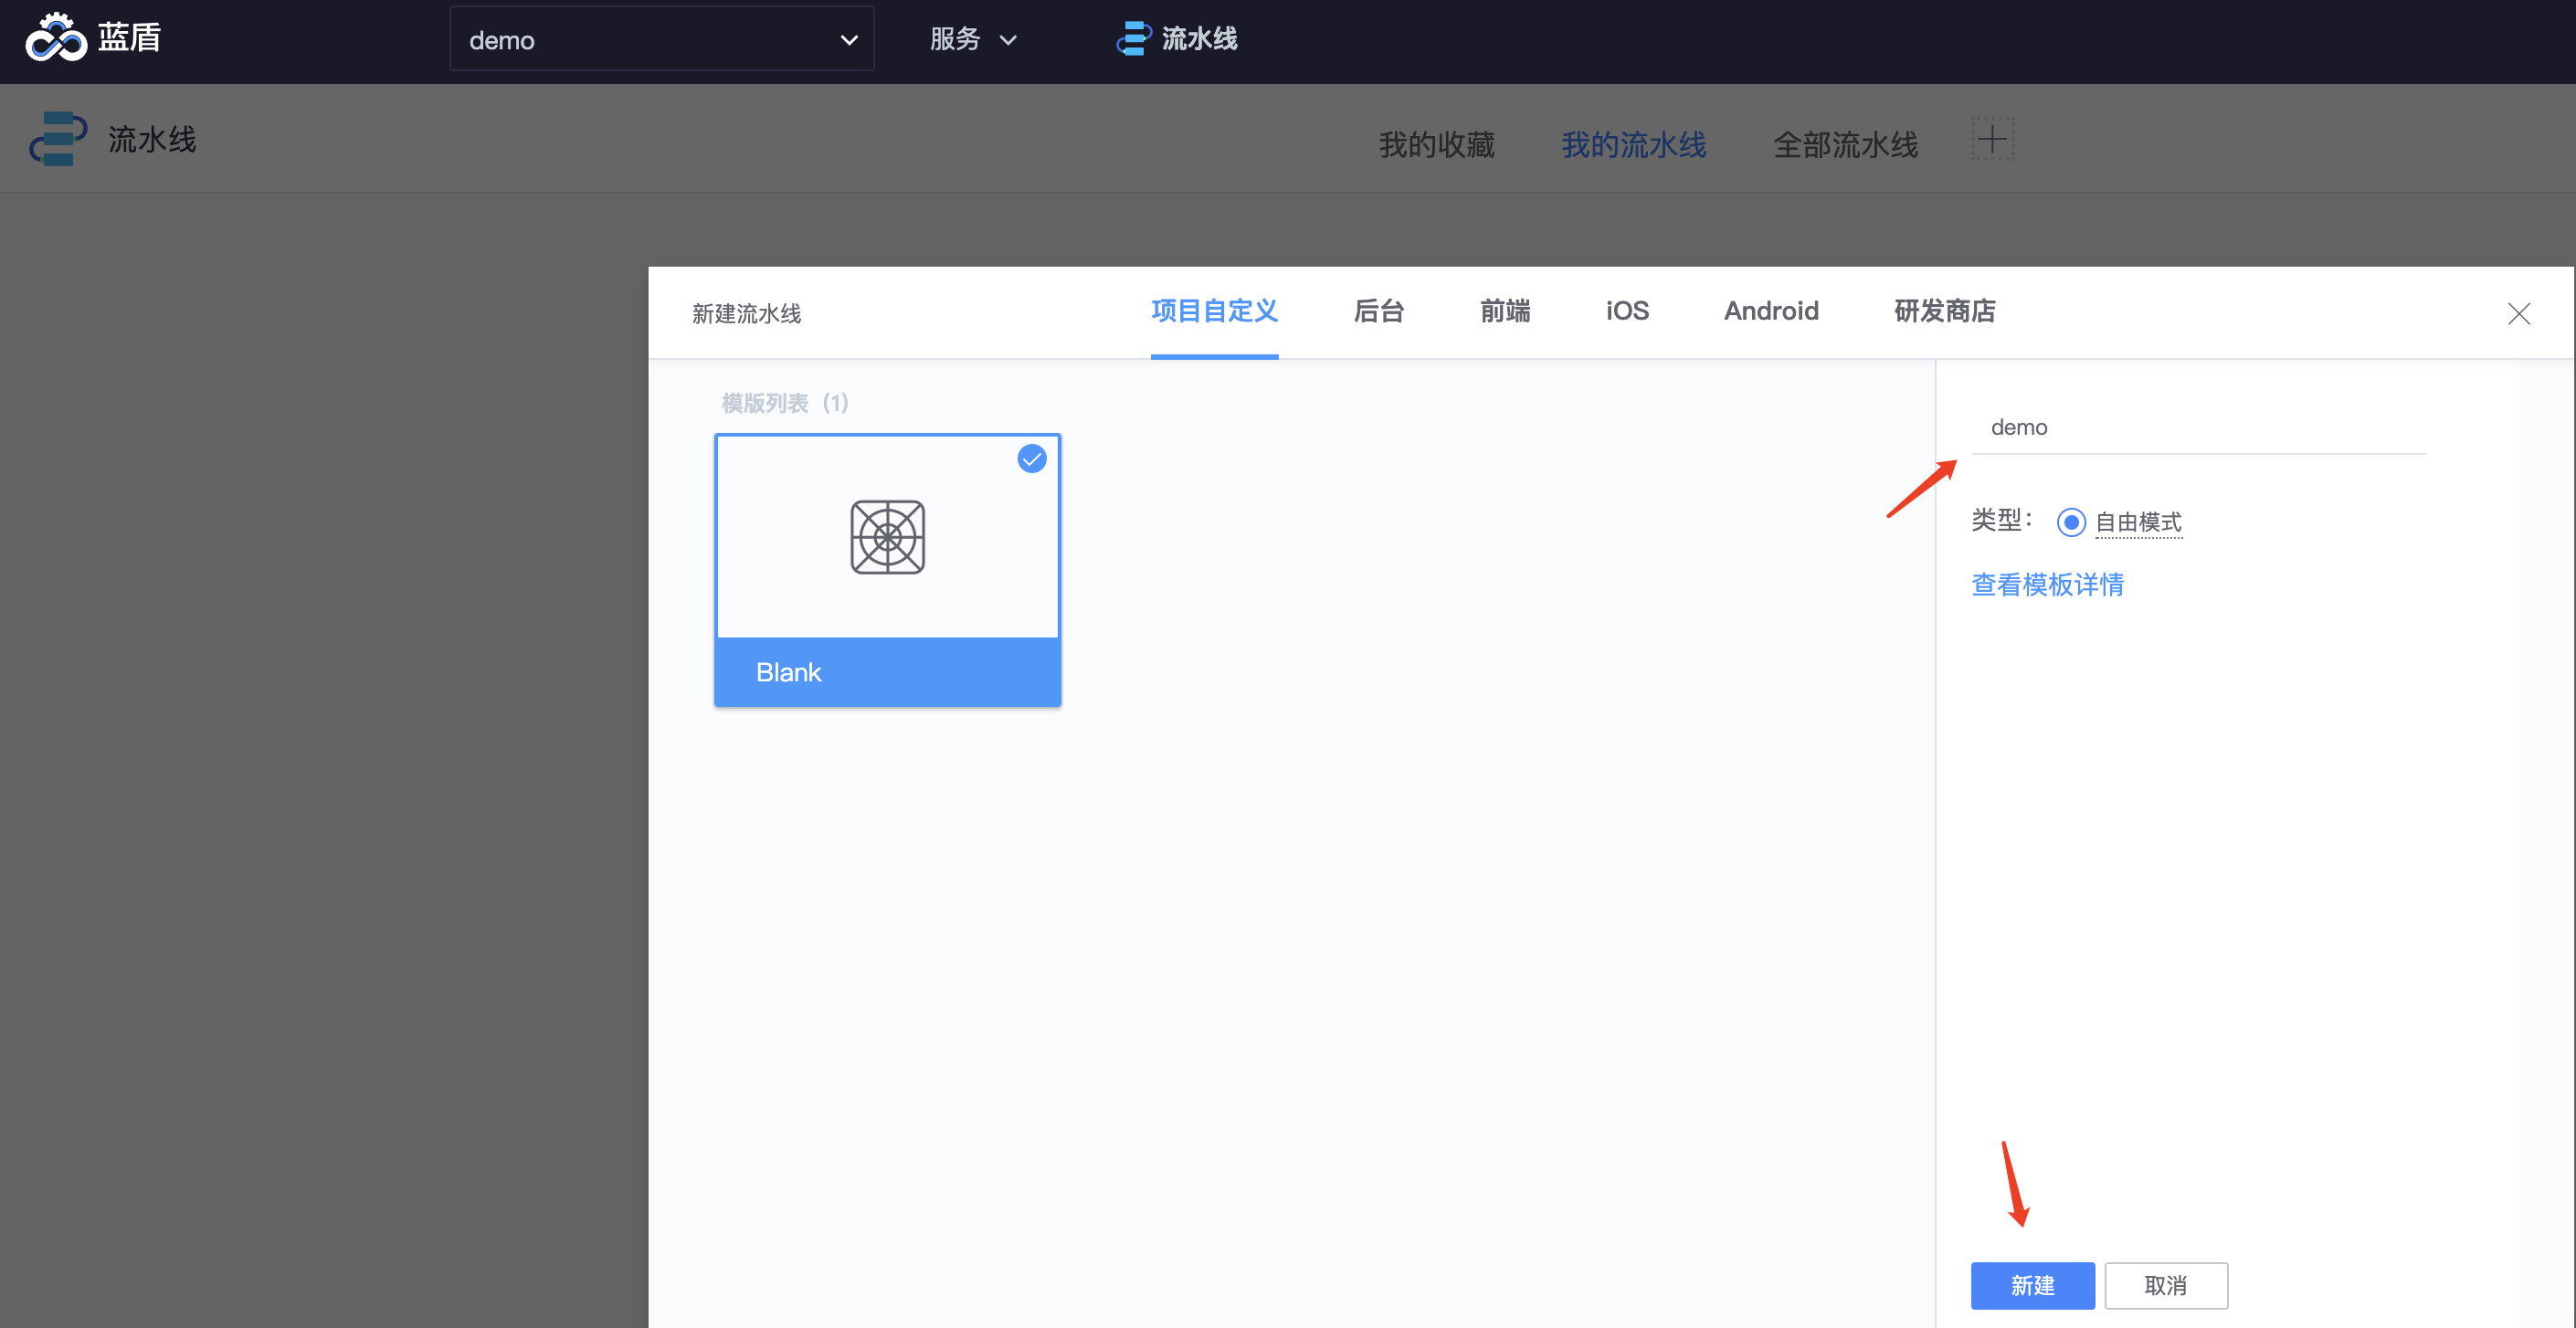 蓝盾
demo
服务
流水线
流水线
我的收藏
我的流水线
全部流水线
新建流水线
项目自定义
后台
前端
iOS
Android
研发商店
模版列表（1）
Blank
demo
类型：
自由模式
查看模板详情
新建
取消